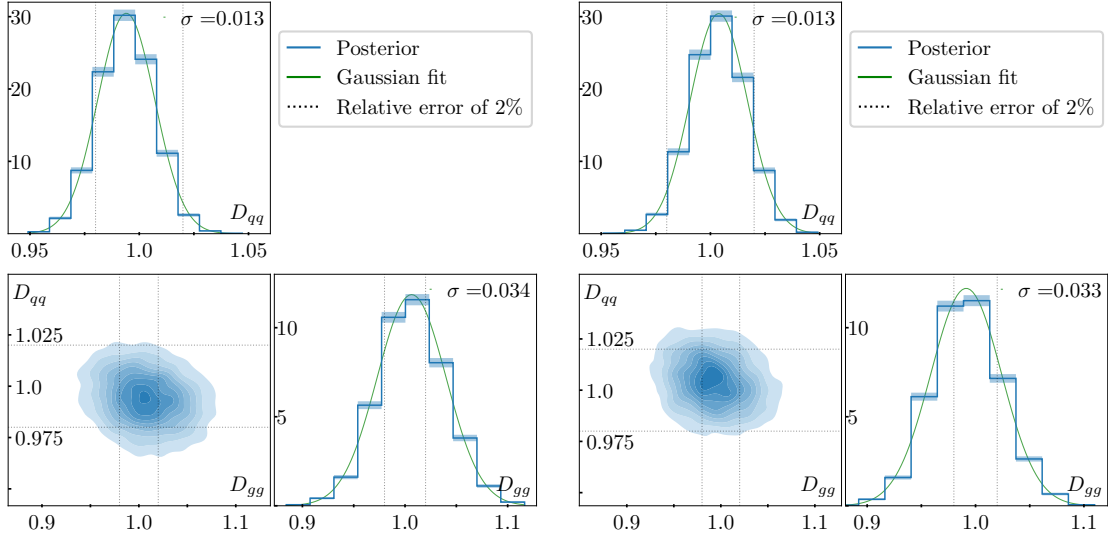 30
20
10
σ =0.013
D_qq
0.95
1.0
1.05
Posterior
Gaussian fit
Relative error of 2%
D_qq
1.025
1.0
0.975
D_gg
0.9
1.0
1.1
10
5
σ =0.034
D_gg
0.9
1.0
1.1
30
20
10
σ =0.013
D_qq
0.95
1.0
1.05
Posterior
Gaussian fit
Relative error of 2%
D_qq
1.025
1.0
0.975
D_gg
0.9
1.0
1.1
10
5
σ =0.033
D_gg
0.9
1.0
1.1